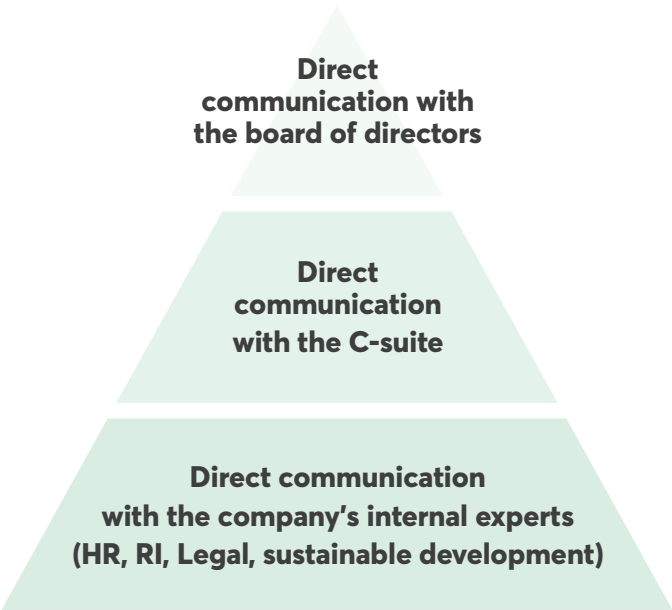 Direct
communication with
the board of directors
Direct
communication
with the C-suite
Direct communication
with the company's internal experts
(HR, RI, Legal, sustainable development)